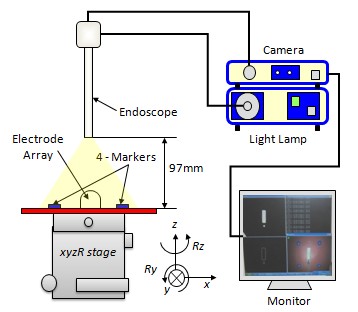 Camera
Endoscope
Light Lamp
Electrode
Array
4 - Markers
97mm
xyzR stage
z
Rz
Ry
y
x
Monitor